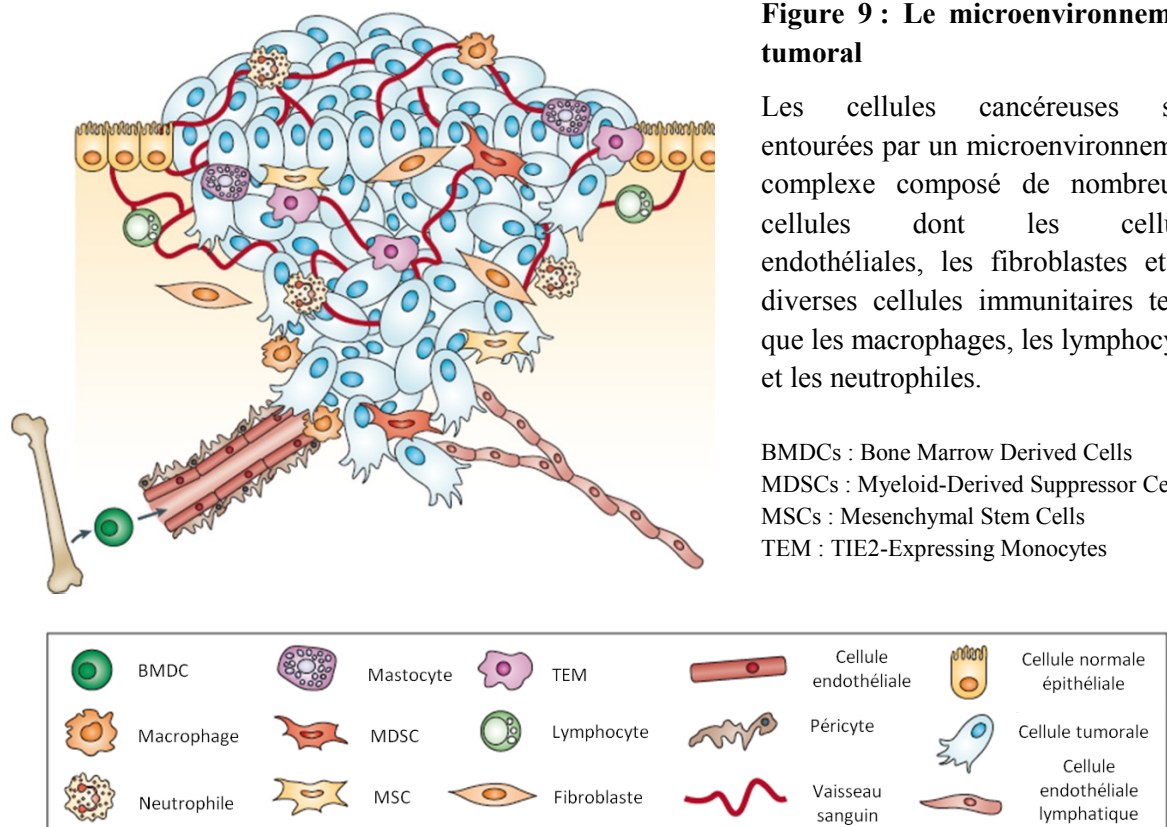 Figure 9 : Le microenvironnem
tumoral
Les cellules cancéreuses s
entourées par un microenvironnem
complexe composé de nombreu
cellules dont les cellu
endothéliales, les fibroblastes et
diverses cellules immunitaires te
que les macrophages, les lymphocy
et les neutrophiles.
BMDCs : Bone Marrow Derived Cells
MDSCs : Myeloid-Derived Suppressor Ce
MSCs : Mesenchymal Stem Cells
TEM : TIE2-Expressing Monocytes
BMDC
Mastocyte
TEM
Cellule
endothéliale
Cellule normale
épithéliale
Macrophage
MDSC
Lymphocyte
Péricyte
Cellule tumorale
Neutrophile
MSC
Fibroblaste
Vaisseau
sanguin
Cellule
endothéliale
lymphatique